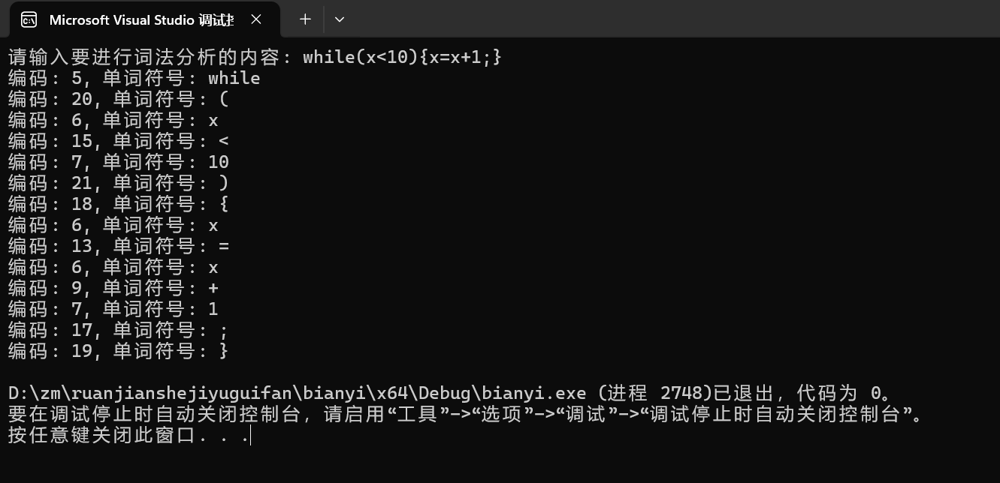 Microsoft Visual Studio 调试控
请输入要进行词法分析的内容：while(x<10){x=x+1;}
编码：5，单词符号：while
编码：20，单词符号：(
编码：6，单词符号：x
编码：15，单词符号：<
编码：7，单词符号：10
编码：21，单词符号：)
编码：18，单词符号：{
编码：6，单词符号：x
编码：13，单词符号：=
编码：6，单词符号：x
编码：9，单词符号：+
编码：7，单词符号：1
编码：17，单词符号：;
编码：19，单词符号：}
D:\zm\ruanjianshejiyuguifan\bianyi\x64\Debug\bianyi.exe (进程 2748)已退出，代码为 0。
要在调试停止时自动关闭控制台，请启用“工具”->“选项”->“调试”->“调试停止时自动关闭控制台”。
按任意键关闭此窗口. . .